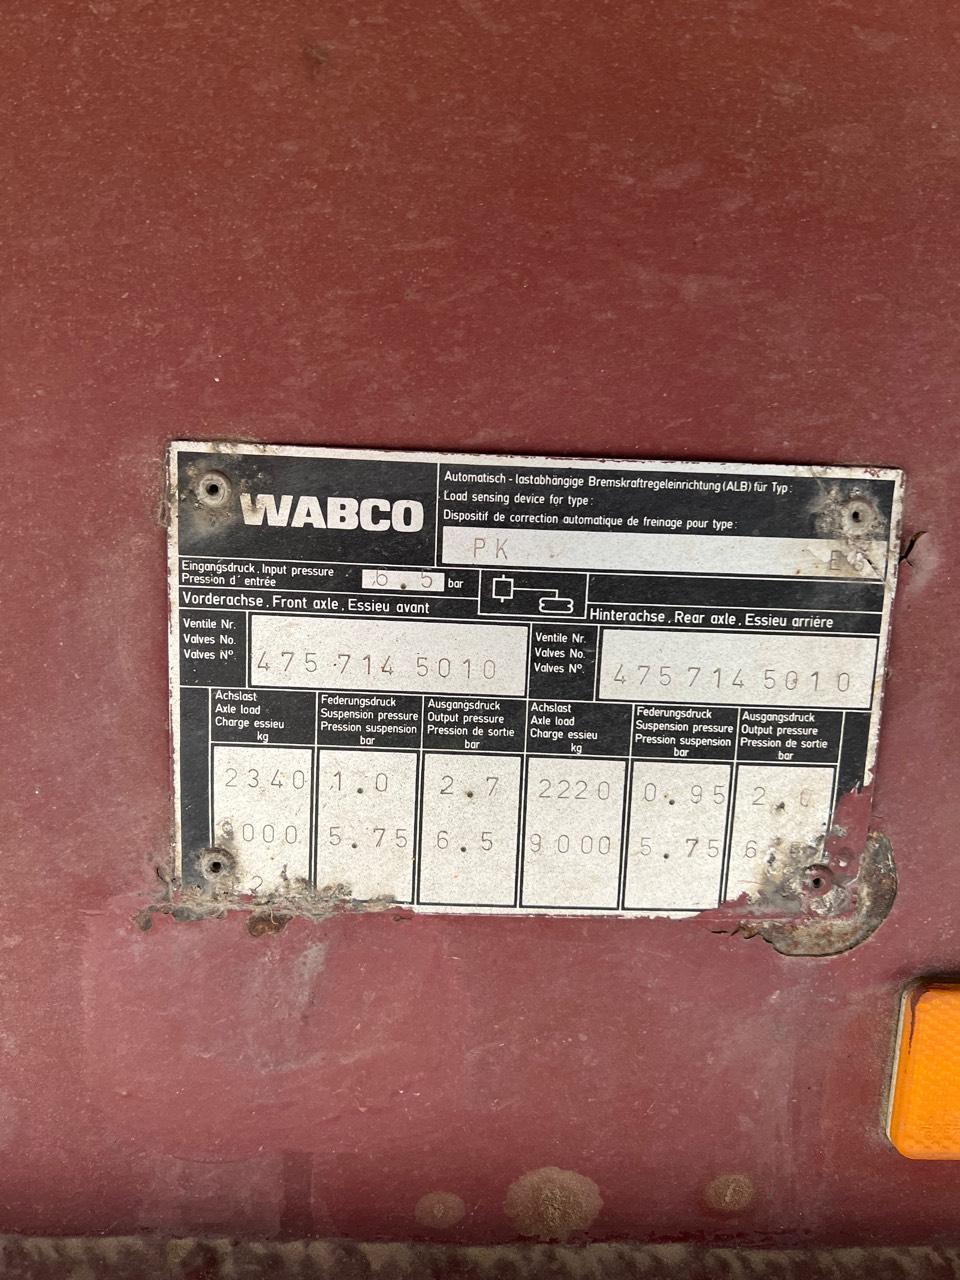 WABCO
Automatisch - lastabhängige Bremskraftregeleinrichtung (ALB) für Typ:
Load sensing device for type:
Dispositif de correction automatique de freinage pour type:
PK
Eingangsdruck, Input pressure
Pression d'entrée
6.5 bar
Vorderachse, Front axle, Essieu avant
Hinterachse, Rear axle, Essieu arrière
Ventile Nr.
Valves No.
Valves N°.
475 714 5010
Ventile Nr.
Valves No.
Valves N°.
475 714 5010
Achslast
Axle load
Charge essieu
kg
Federungsdruck
Suspension pressure
Pression suspension
bar
Ausgangsdruck
Output pressure
Pression de sortie
bar
Achslast
Axle load
Charge essieu
kg
Federungsdruck
Suspension pressure
Pression suspension
bar
Ausgangsdruck
Output pressure
Pression de sortie
bar
2340 1.0 2.7 2220 0.95
9000 5.75 6.5 9000 5.75
2